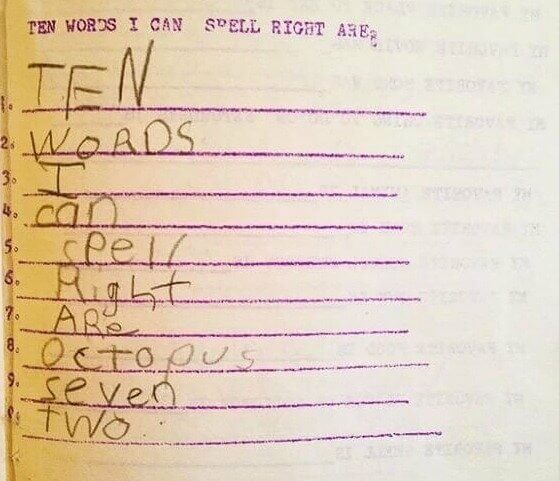 TEN WORDS I CAN SPELL RIGHT ARE:
1. TEN
2. WORDS
3. I
4. can
5. spell
6. Right
7. ARe
8. Octopus
9. seven
two